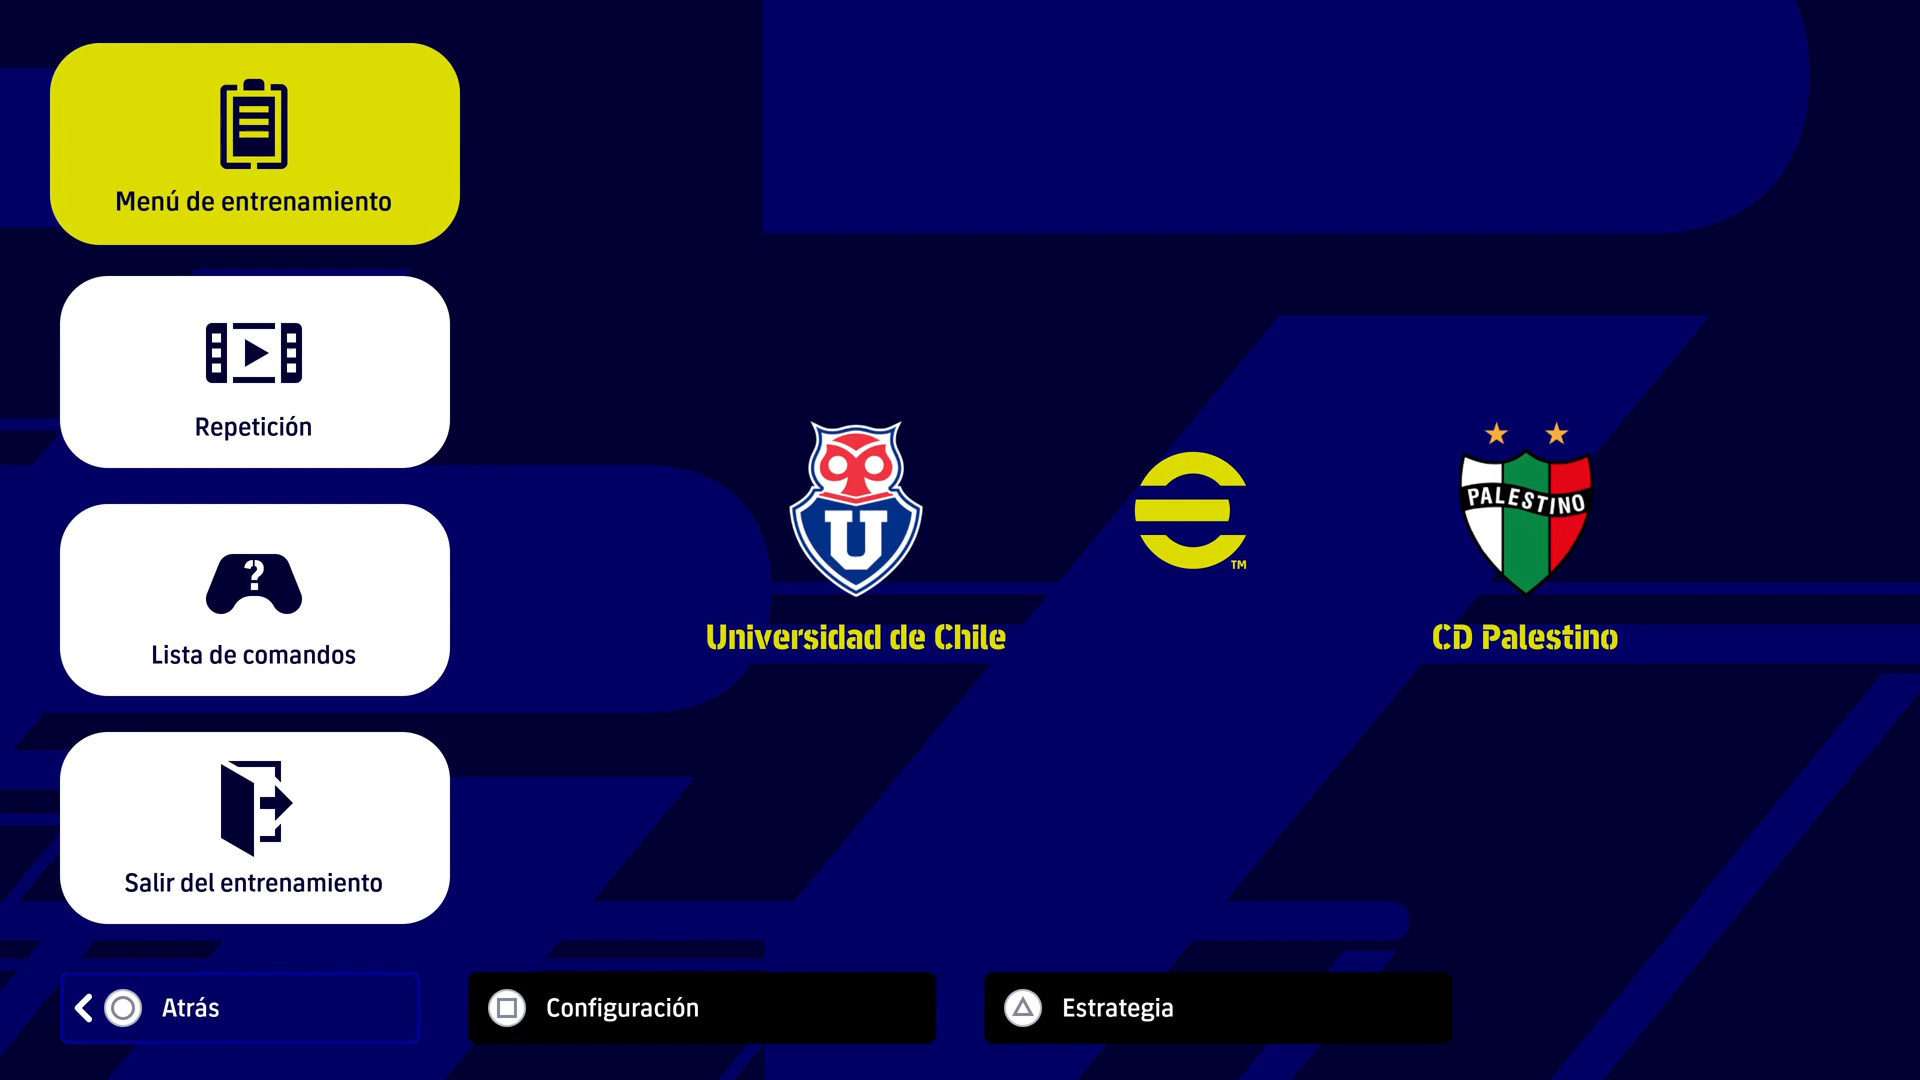 Menú de entrenamiento
Repetición
?
Lista de comandos
Salir del entrenamiento
U
Universidad de Chile
TM
PALESTINO
CD Palestino
Atrás
Configuración
Estrategia